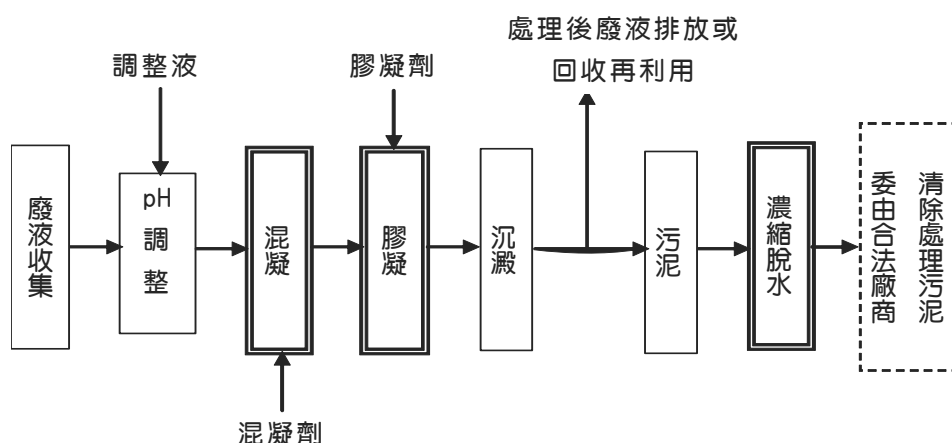 處理後廢液排放或
回收再利用
調整液
膠凝劑
廢液收集
pH
調
整
混凝
膠凝
沉澱
污泥
濃縮脫水
委由合法廠商
清除處理污泥
混凝劑